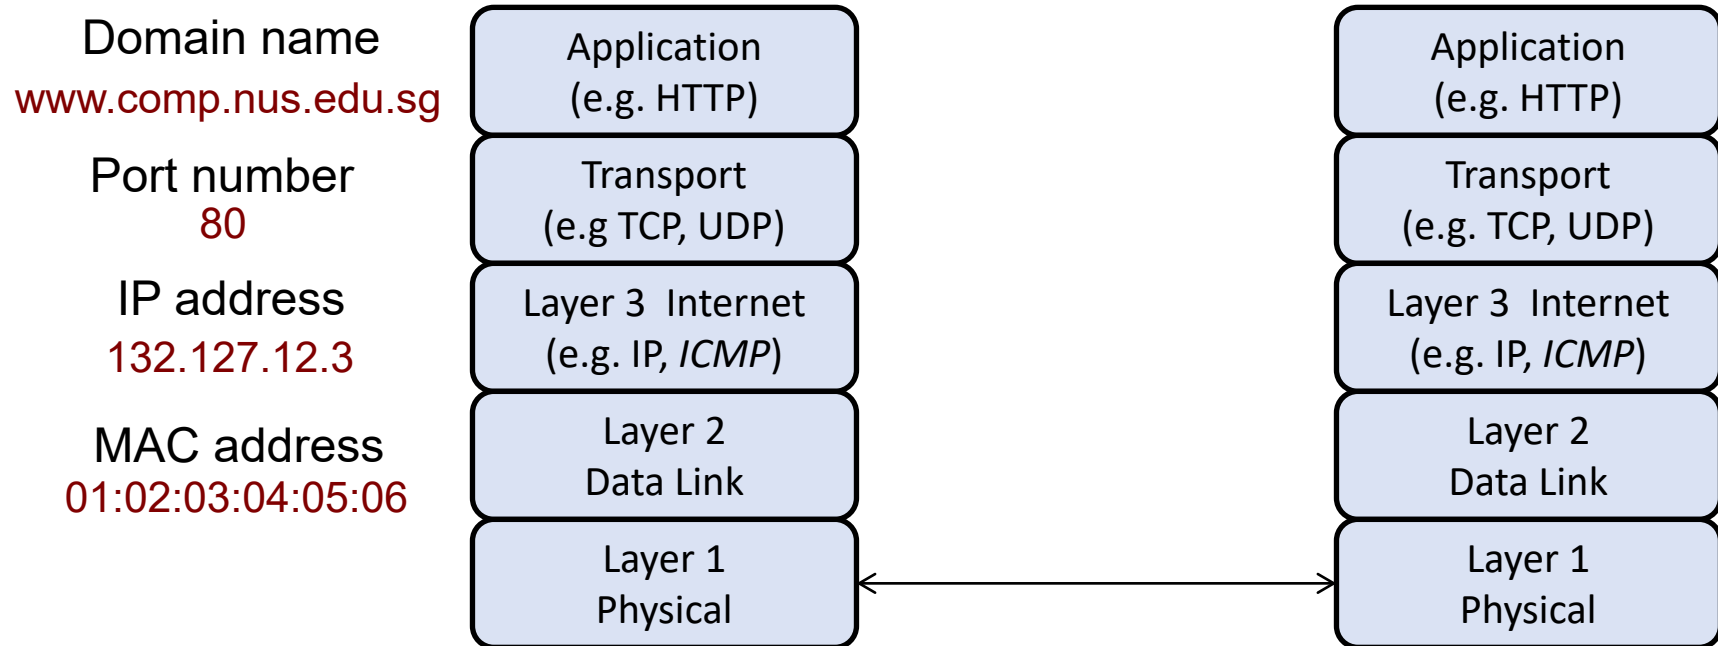 Domain name
www.comp.nus.edu.sg
Port number
80
IP address
132.127.12.3
MAC address
01:02:03:04:05:06
Application
(e.g. HTTP)
Transport
(e.g TCP, UDP)
Layer 3 Internet
(e.g. IP, ICMP)
Layer 2
Data Link
Layer 1
Physical
Application
(e.g. HTTP)
Transport
(e.g. TCP, UDP)
Layer 3 Internet
(e.g. IP, ICMP)
Layer 2
Data Link
Layer 1
Physical